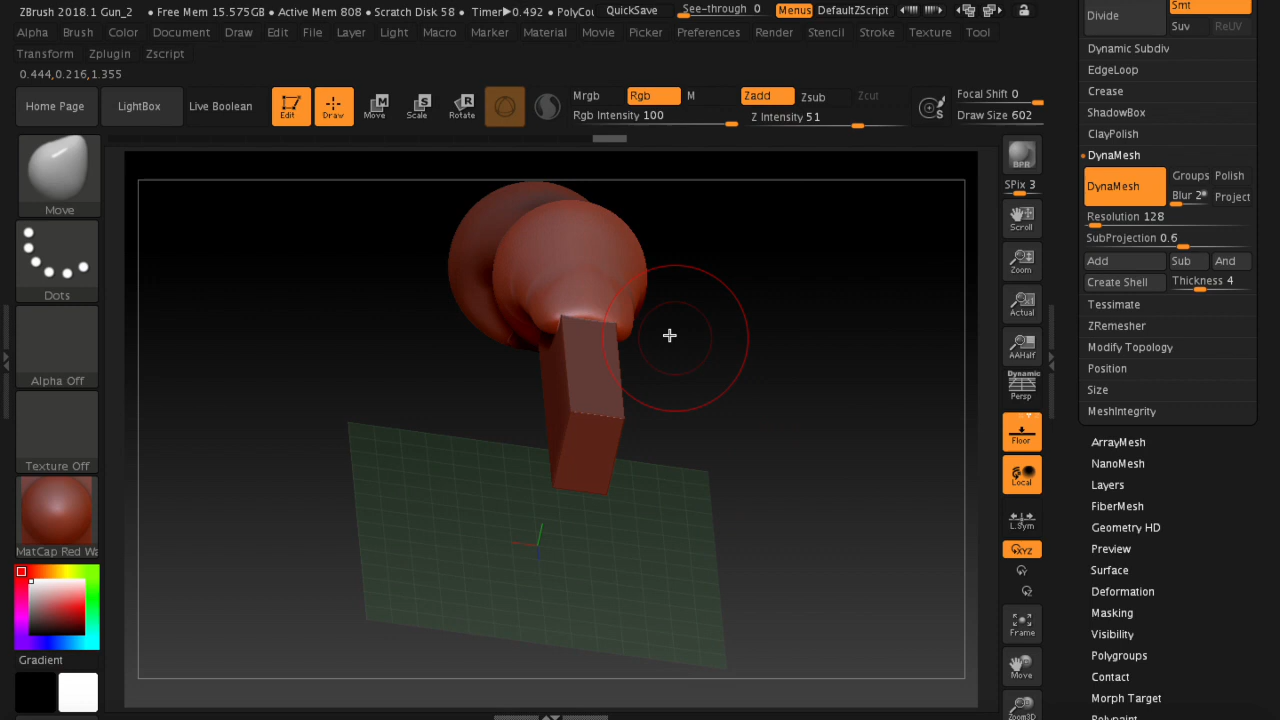 ZBrush 2018.1 Gun_2 • Free Mem 15.575GB • Active Mem 808 • Scratch Disk 58 • Timer▶0.492 • PolyCou QuickSave See-through 0 Menus DefaultZScript
Alpha Brush Color Document Draw Edit File Layer Light Macro Marker Material Movie Picker Preferences Render Stencil Stroke Texture Tool
Transform Zplugin Zscript
0.444,0.216,1.355
Home Page LightBox Live Boolean Edit Draw Move Scale Rotate Mrgb Rgb M Zadd Zsub Zcut Focal Shift 0
Rgb Intensity 100 Z Intensity 51 Draw Size 602
Move
Dots
Alpha Off
Texture Off
MatCap Red Wa
Gradient
BPR
SPix 3
Scroll
Zoom
Actual
AAHalf
Dynamic
Persp
Floor
Local
L.Sym
XYZ
Y
Z
Frame
Move
Zoom3D
Smt
Divide Suv ReUV
Dynamic Subdiv
EdgeLoop
Crease
ShadowBox
ClayPolish
DynaMesh
DynaMesh Groups Polish
Blur 2 Project
Resolution 128
SubProjection 0.6
Add Sub And
Create Shell Thickness 4
Tessimate
ZRemesher
Modify Topology
Position
Size
MeshIntegrity
ArrayMesh
NanoMesh
Layers
FiberMesh
Geometry HD
Preview
Surface
Deformation
Masking
Visibility
Polygroups
Contact
Morph Target
Polypaint